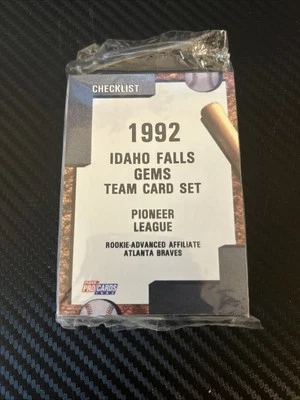 CHECKLIST
1992
IDAHO FALLS
GEMS
TEAM CARD SET
PIONEER
LEAGUE
ROOKIE-ADVANCED AFFILIATE
ATLANTA BRAVES
PRO CARDS